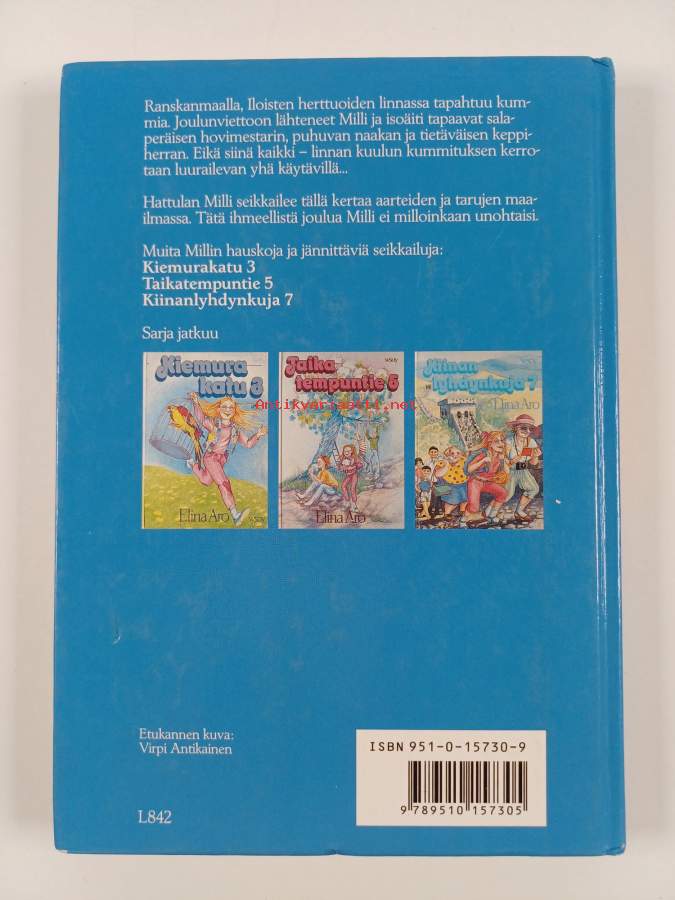 Ranskanmaalla, Iloisten herttuoiden linnassa tapahtuu kum-
mia. Joulunviettoon lähteneet Milli ja isoäiti tapaavat sala-
peräisen hovimestarin, puhuvan naakan ja tietäväisen keppi-
herran. Eikä siinä kaikki – linnan kuulun kummituksen kerro-
taan luurailevan yhä käytävillä...
Hattulan Milli seikkailee tällä kertaa aarteiden ja tarujen maa-
ilmassa. Tätä ihmeellistä joulua Milli ei milloinkaan unohtaisi.
Muita Millin hauskoja ja jännittäviä seikkailuja:
Kiemurakatu 3
Taikatempuntie 5
Kiinanlyhdynkuja 7
Sarja jatkuu
Kiemura
katu 3
Elina Aro
wsoy
wsoy
Taika
tempuntie 5
Elina Aro
Kiinan
lyhdynkuja 7
Elina Aro
Antikvariaatti.net
Etukannen kuva:
Virpi Antikainen
L842
ISBN 951-0-15730-9
9 789510 157305